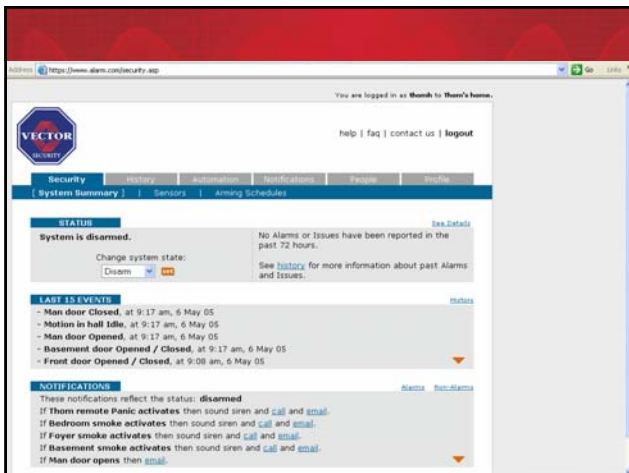 Address https://www.alarm.com/security.asp Go Links
You are logged in as thomh to Thom's home.
VECTOR
SECURITY
help | faq | contact us | logout
Security History Automation Notifications People Profile
[ System Summary ] | Sensors | Arming Schedules
STATUS See Details
System is disarmed.
Change system state:
Disarm
No Alarms or Issues have been reported in the
past 72 hours.
See history for more information about past Alarms
and Issues.
LAST 15 EVENTS History
- Man door Closed, at 9:17 am, 6 May 05
- Motion in hall Idle, at 9:17 am, 6 May 05
- Man door Opened, at 9:17 am, 6 May 05
- Basement door Opened / Closed, at 9:17 am, 6 May 05
- Front door Opened / Closed, at 9:08 am, 6 May 05
NOTIFICATIONS Alarms Non-Alarms
These notifications reflect the status: disarmed
If Thom remote Panic activates then sound siren and call and email.
If Bedroom smoke activates then sound siren and call and email.
If Foyer smoke activates then sound siren and call and email.
If Basement smoke activates then sound siren and call and email.
If Man door opens then email.